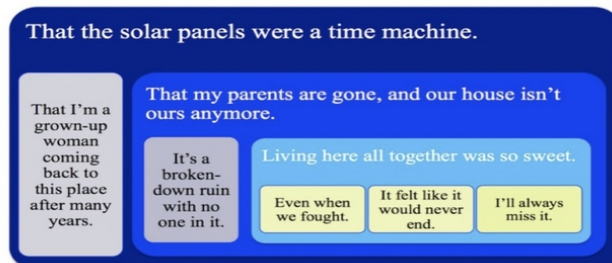 That the solar panels were a time machine.
That I'm a
grown-up
woman
coming
back to
this place
after many
years.
That my parents are gone, and our house isn't
ours anymore.
It's a
broken-
down ruin
with no
one in it.
Living here all together was so sweet.
Even when
we fought.
It felt like it
would never
end.
I'll always
miss it.